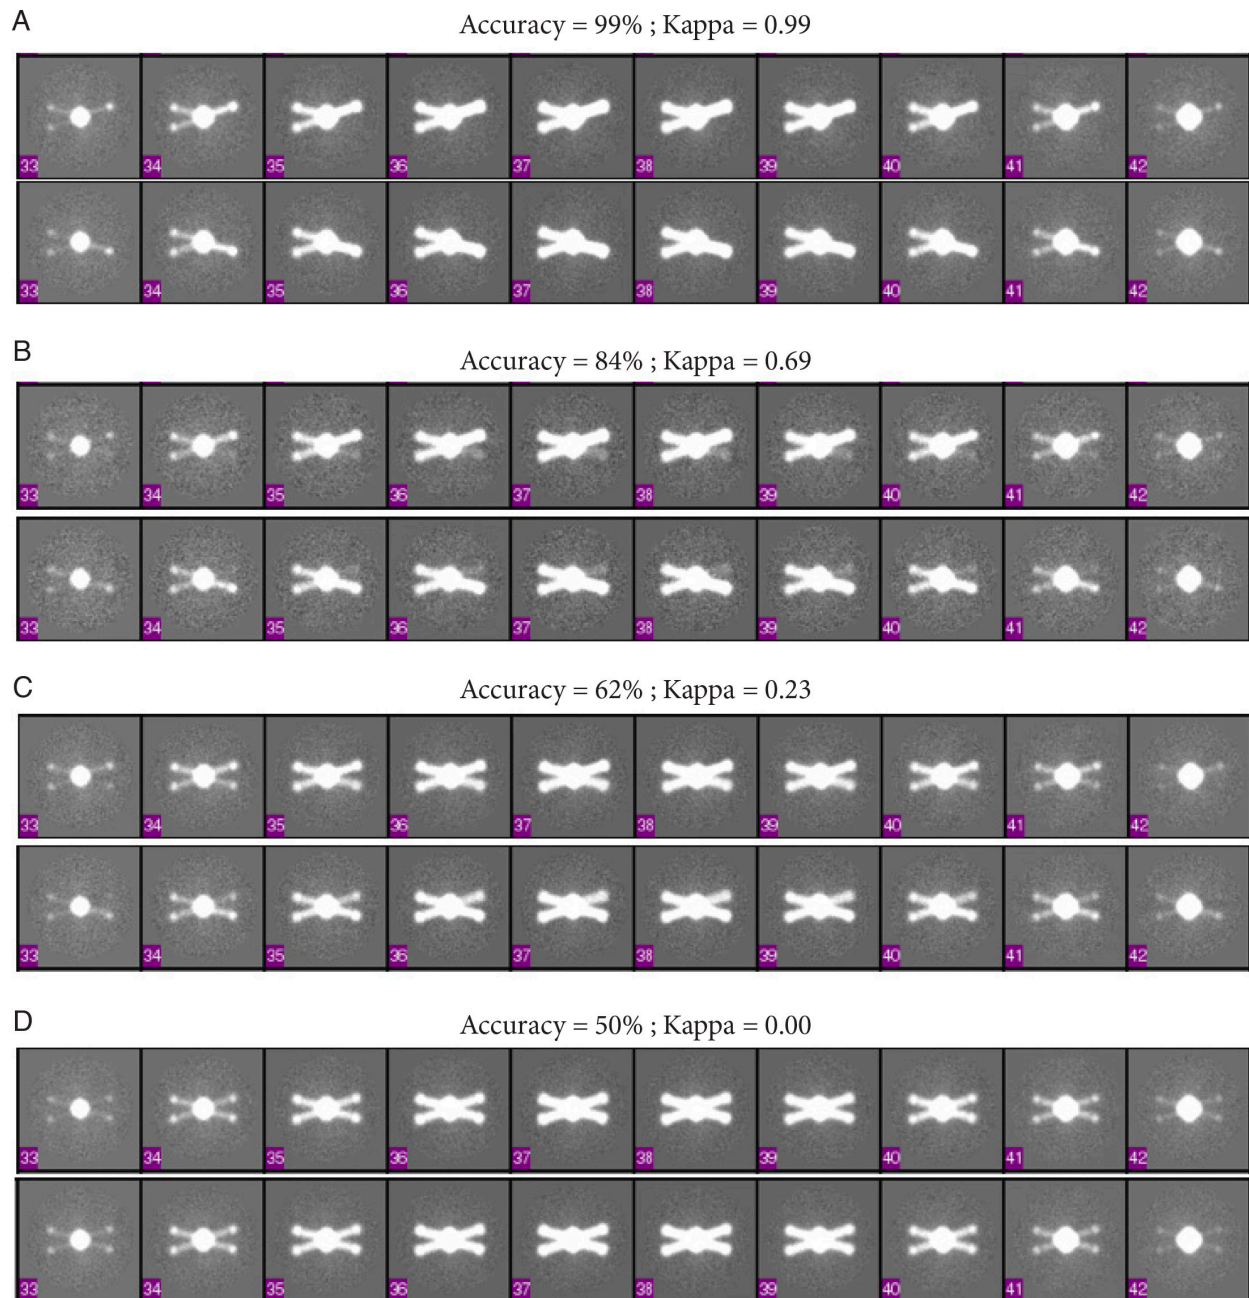 A
Accuracy = 99% ; Kappa = 0.99
33 34 35 36 37 38 39 40 41 42
33 34 35 36 37 38 39 40 41 42
B
Accuracy = 84% ; Kappa = 0.69
33 34 35 36 37 38 39 40 41 42
33 34 35 36 37 38 39 40 41 42
C
Accuracy = 62% ; Kappa = 0.23
33 34 35 36 37 38 39 40 41 42
33 34 35 36 37 38 39 40 41 42
D
Accuracy = 50% ; Kappa = 0.00
33 34 35 36 37 38 39 40 41 42
33 34 35 36 37 38 39 40 41 42